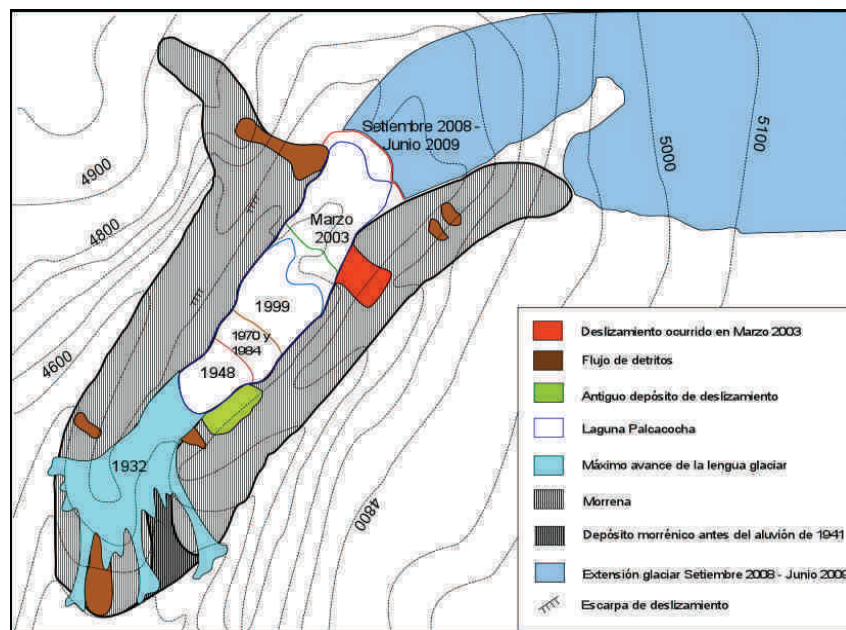 Setiembre 2008 -
Junio 2009
5100
5000
4900
4800
Marzo
2003
1999
4600
1970 y
1984
1948
1932
4800
Deslizamiento ocurrido en Marzo 2003
Flujo de detritos
Antiguo depósito de deslizamiento
Laguna Palcacocha
Máximo avance de la lengua glaciar
Morrena
Depósito morrénico antes del aluvión de 1941
Extensión glaciar Setiembre 2008 - Junio 2009
Escarpa de deslizamiento